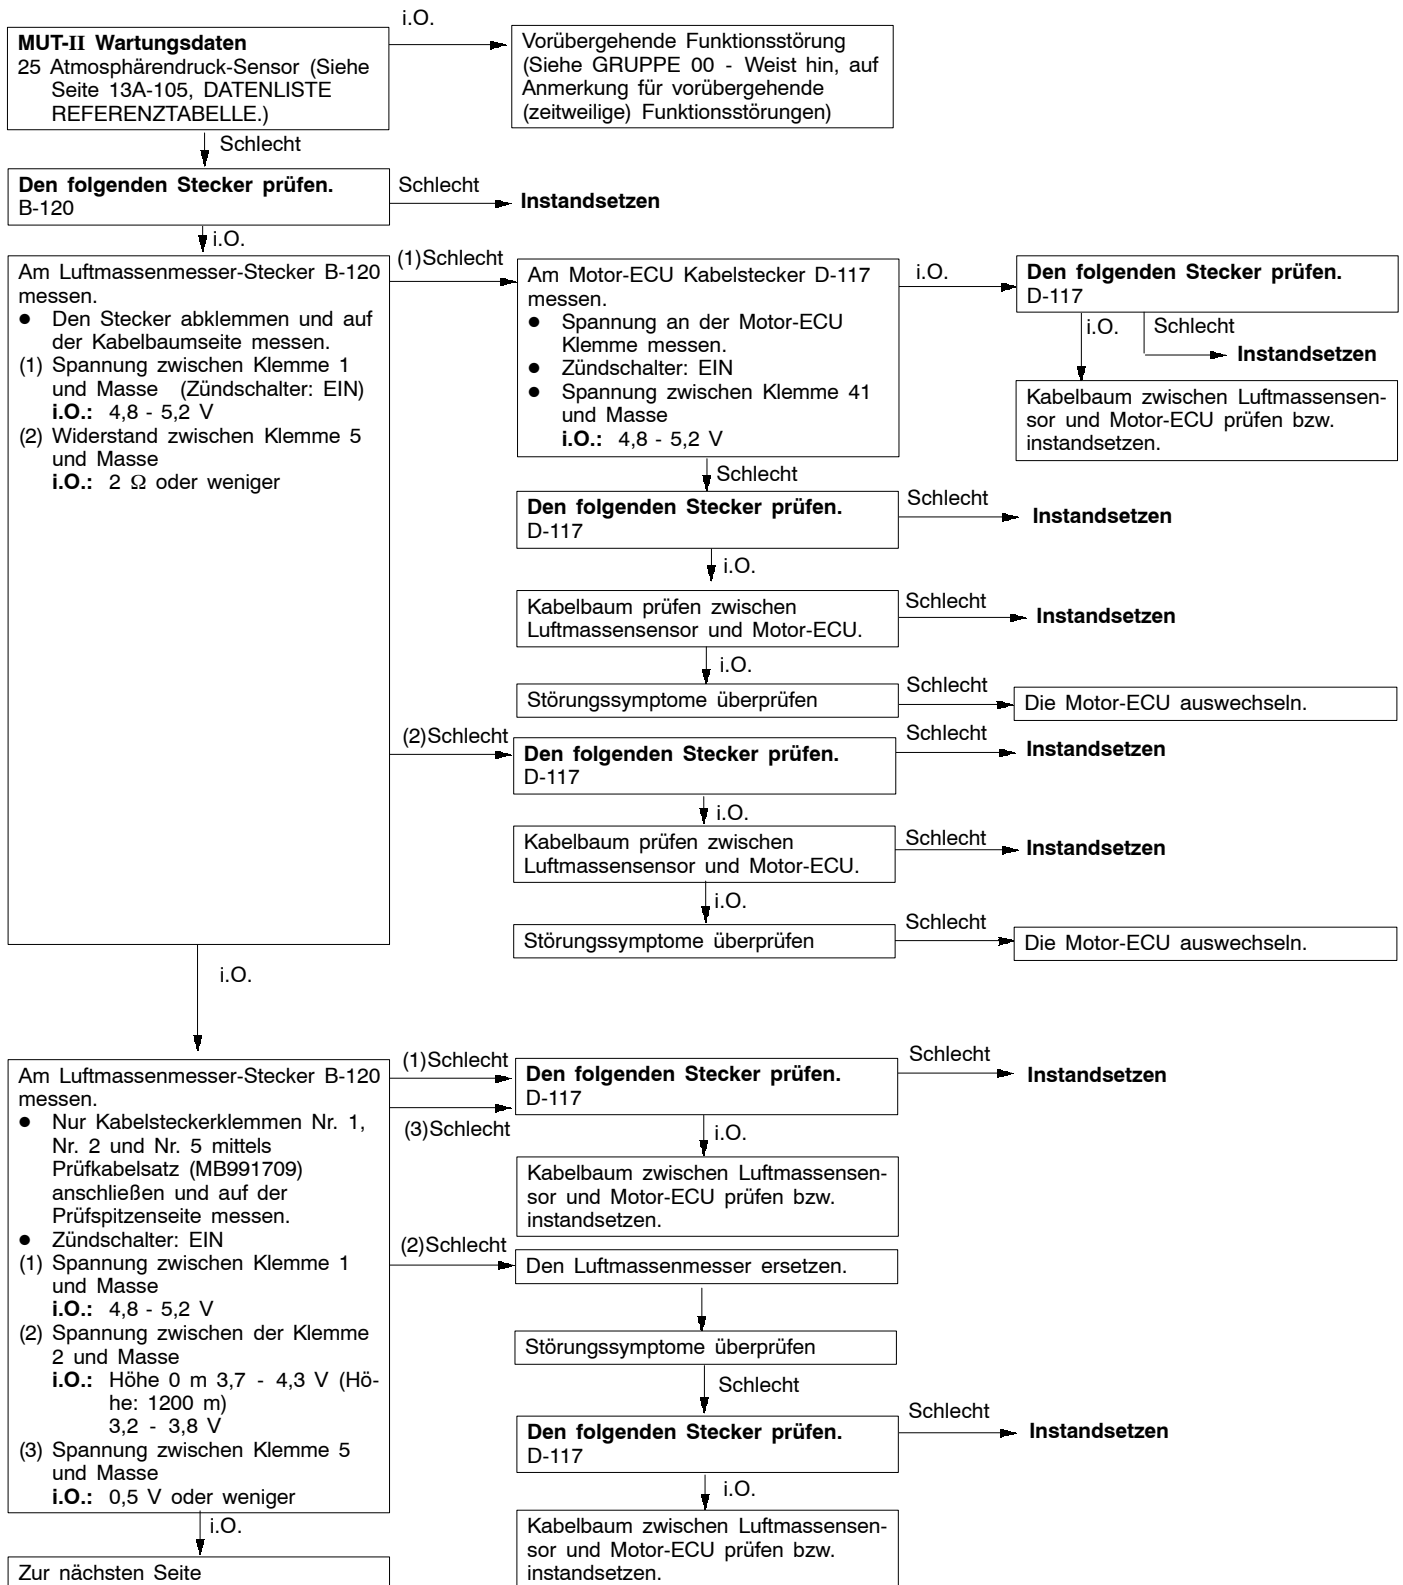 i.O.
MUT-II Wartungsdaten
25 Atmosphärendruck-Sensor (Siehe
Seite 13A-105, DATENLISTE
REFERENZTABELLE.)
Vorübergehende Funktionsstörung
(Siehe GRUPPE 00 - Weist hin, auf
Anmerkung für vorübergehende
(zeitweilige) Funktionsstörungen)
Schlecht
Den folgenden Stecker prüfen.
B-120
Schlecht
Instandsetzen
i.O.
Am Luftmassenmesser-Stecker B-120
messen.
● Den Stecker abklemmen und auf
der Kabelbaumseite messen.
(1) Spannung zwischen Klemme 1
und Masse (Zündschalter: EIN)
i.O.: 4,8 - 5,2 V
(2) Widerstand zwischen Klemme 5
und Masse
i.O.: 2 Ω oder weniger
(1)Schlecht
Am Motor-ECU Kabelstecker D-117
messen.
● Spannung an der Motor-ECU
Klemme messen.
● Zündschalter: EIN
● Spannung zwischen Klemme 41
und Masse
i.O.: 4,8 - 5,2 V
i.O.
Den folgenden Stecker prüfen.
D-117
i.O.
Schlecht
Instandsetzen
Kabelbaum zwischen Luftmassensen-
sor und Motor-ECU prüfen bzw.
instandsetzen.
Schlecht
Den folgenden Stecker prüfen.
D-117
Schlecht
Instandsetzen
i.O.
Kabelbaum prüfen zwischen
Luftmassensensor und Motor-ECU.
Schlecht
Instandsetzen
i.O.
Störungssymptome überprüfen
Schlecht
Die Motor-ECU auswechseln.
(2)Schlecht
Den folgenden Stecker prüfen.
D-117
Schlecht
Instandsetzen
i.O.
Kabelbaum prüfen zwischen
Luftmassensensor und Motor-ECU.
Schlecht
Instandsetzen
i.O.
Störungssymptome überprüfen
Schlecht
Die Motor-ECU auswechseln.
i.O.
Am Luftmassenmesser-Stecker B-120
messen.
● Nur Kabelsteckerklemmen Nr. 1,
Nr. 2 und Nr. 5 mittels
Prüfkabelsatz (MB991709)
anschließen und auf der
Prüfspitzenseite messen.
● Zündschalter: EIN
(1) Spannung zwischen Klemme 1
und Masse
i.O.: 4,8 - 5,2 V
(2) Spannung zwischen der Klemme
2 und Masse
i.O.: Höhe 0 m 3,7 - 4,3 V (Hö-
he: 1200 m)
3,2 - 3,8 V
(3) Spannung zwischen Klemme 5
und Masse
i.O.: 0,5 V oder weniger
(1)Schlecht
(3)Schlecht
Den folgenden Stecker prüfen.
D-117
Schlecht
Instandsetzen
i.O.
Kabelbaum zwischen Luftmassensen-
sor und Motor-ECU prüfen bzw.
instandsetzen.
(2)Schlecht
Den Luftmassenmesser ersetzen.
Störungssymptome überprüfen
Schlecht
Den folgenden Stecker prüfen.
D-117
Schlecht
Instandsetzen
i.O.
Kabelbaum zwischen Luftmassensen-
sor und Motor-ECU prüfen bzw.
instandsetzen.
i.O.
Zur nächsten Seite